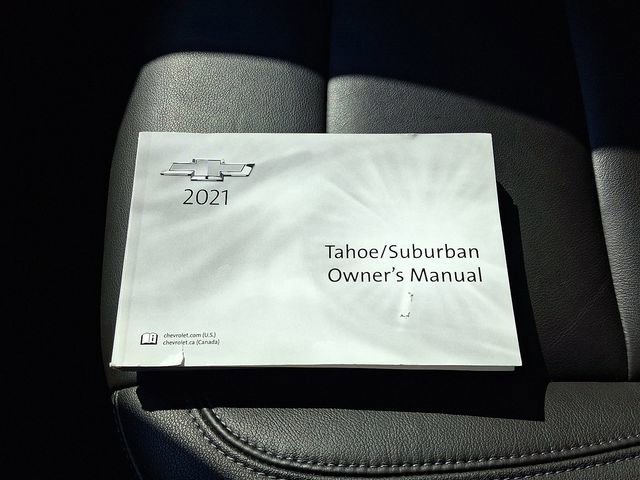 2021
Tahoe/Suburban
Owner's Manual
chevrolet.com (U.S.)
chevrolet.ca (Canada)